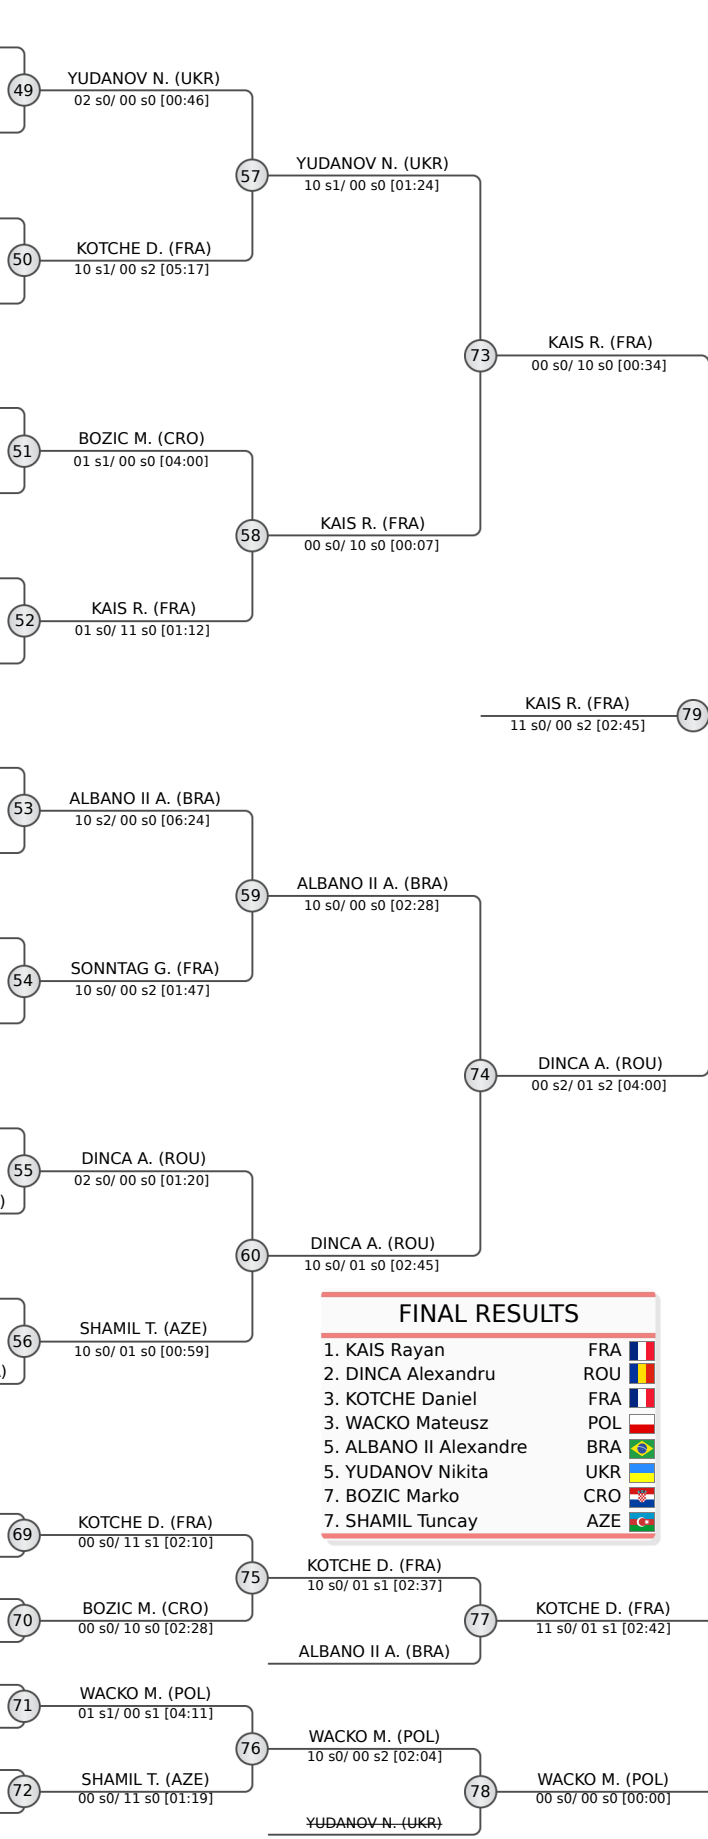 49
YUDANOV N. (UKR)
02 s0/ 00 s0 [00:46]
57
YUDANOV N. (UKR)
10 s1/ 00 s0 [01:24]
50
KOTCHE D. (FRA)
10 s1/ 00 s2 [05:17]
73
KAIS R. (FRA)
00 s0/ 10 s0 [00:34]
51
BOZIC M. (CRO)
01 s1/ 00 s0 [04:00]
58
KAIS R. (FRA)
00 s0/ 10 s0 [00:07]
52
KAIS R. (FRA)
01 s0/ 11 s0 [01:12]
KAIS R. (FRA)
11 s0/ 00 s2 [02:45]
79
53
ALBANO II A. (BRA)
10 s2/ 00 s0 [06:24]
59
ALBANO II A. (BRA)
10 s0/ 00 s0 [02:28]
54
SONNTAG G. (FRA)
10 s0/ 00 s2 [01:47]
74
DINCA A. (ROU)
00 s2/ 01 s2 [04:00]
55
DINCA A. (ROU)
02 s0/ 00 s0 [01:20]
)
60
DINCA A. (ROU)
10 s0/ 01 s0 [02:45]
56
SHAMIL T. (AZE)
10 s0/ 01 s0 [00:59]
)
FINAL RESULTS
1. KAIS Rayan FRA
2. DINCA Alexandru ROU
3. KOTCHE Daniel FRA
3. WACKO Mateusz POL
5. ALBANO II Alexandre BRA
5. YUDANOV Nikita UKR
7. BOZIC Marko CRO
7. SHAMIL Tuncay AZE
69
KOTCHE D. (FRA)
00 s0/ 11 s1 [02:10]
75
KOTCHE D. (FRA)
10 s0/ 01 s1 [02:37]
70
BOZIC M. (CRO)
00 s0/ 10 s0 [02:28]
77
KOTCHE D. (FRA)
11 s0/ 01 s1 [02:42]
ALBANO II A. (BRA)
71
WACKO M. (POL)
01 s1/ 00 s1 [04:11]
76
WACKO M. (POL)
10 s0/ 00 s2 [02:04]
72
SHAMIL T. (AZE)
00 s0/ 11 s0 [01:19]
78
WACKO M. (POL)
00 s0/ 00 s0 [00:00]
YUDANOV N. (UKR)